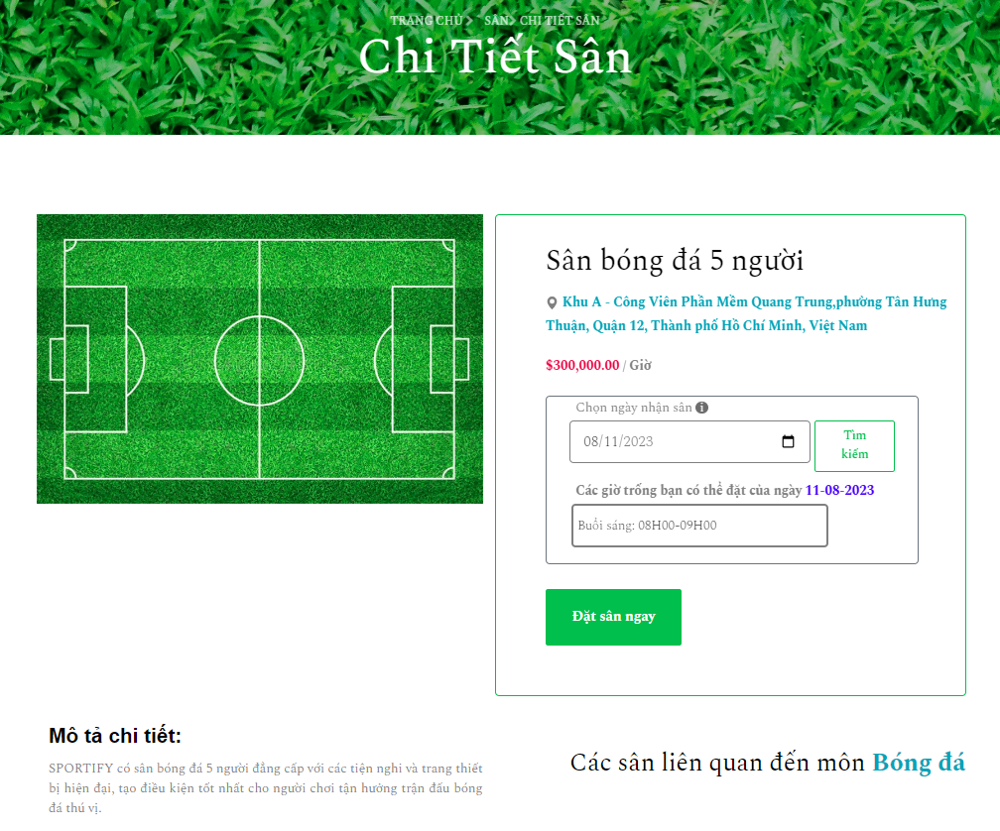 TRANG CHỦ > SÂN> CHI TIẾT SÂN
Chi Tiết Sân
Sân bóng đá 5 người
Khu A - Công Viên Phần Mềm Quang Trung,phường Tân Hưng
Thuận, Quận 12, Thành phố Hồ Chí Minh, Việt Nam
$300,000.00 / Giờ
Chọn ngày nhận sân
08/11/2023
Tìm
kiếm
Các giờ trống bạn có thể đặt của ngày 11-08-2023
Buổi sáng: 08H00-09H00
Đặt sân ngay
Mô tả chi tiết:
SPORTIFY có sân bóng đá 5 người đẳng cấp với các tiện nghi và trang thiết
bị hiện đại, tạo điều kiện tốt nhất cho người chơi tận hưởng trận đấu bóng
đá thú vị.
Các sân liên quan đến môn Bóng đá